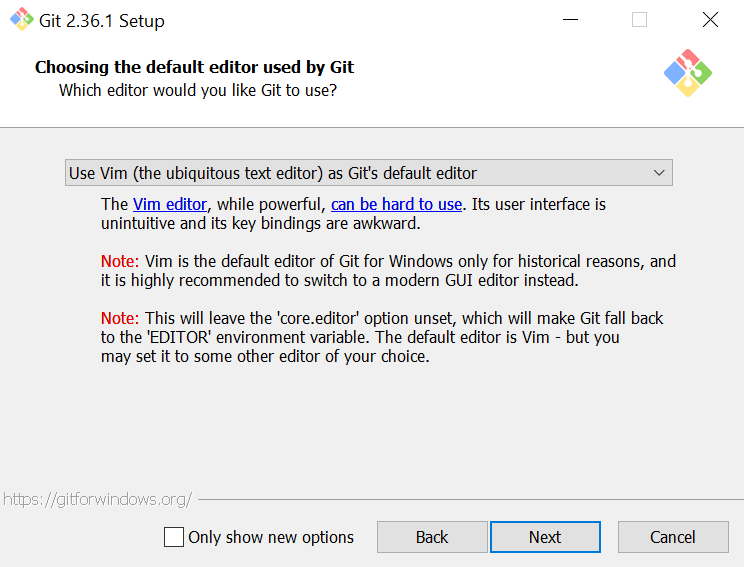 Git 2.36.1 Setup
Choosing the default editor used by Git
Which editor would you like Git to use?
Use Vim (the ubiquitous text editor) as Git's default editor
The Vim editor, while powerful, can be hard to use. Its user interface is
unintuitive and its key bindings are awkward.
Note: Vim is the default editor of Git for Windows only for historical reasons, and
it is highly recommended to switch to a modern GUI editor instead.
Note: This will leave the 'core.editor' option unset, which will make Git fall back
to the 'EDITOR' environment variable. The default editor is Vim - but you
may set it to some other editor of your choice.
https://gitforwindows.org/
Only show new options Back Next Cancel